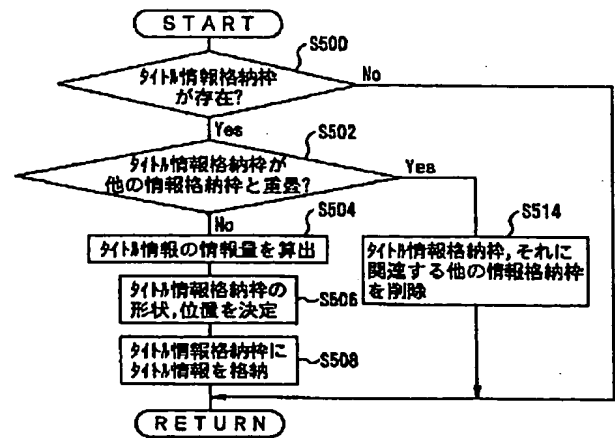 START
S500
タイトル情報格納枠
が存在?
No
Yes
S502
タイトル情報格納枠が
他の情報格納枠と重畳?
Yes
No
S504
タイトル情報の情報量を算出
S514
タイトル情報格納枠,それに
関連する他の情報格納枠
を削除
タイトル情報格納枠の
形状,位置を決定
S506
タイトル情報格納枠に
タイトル情報を格納
S508
RETURN